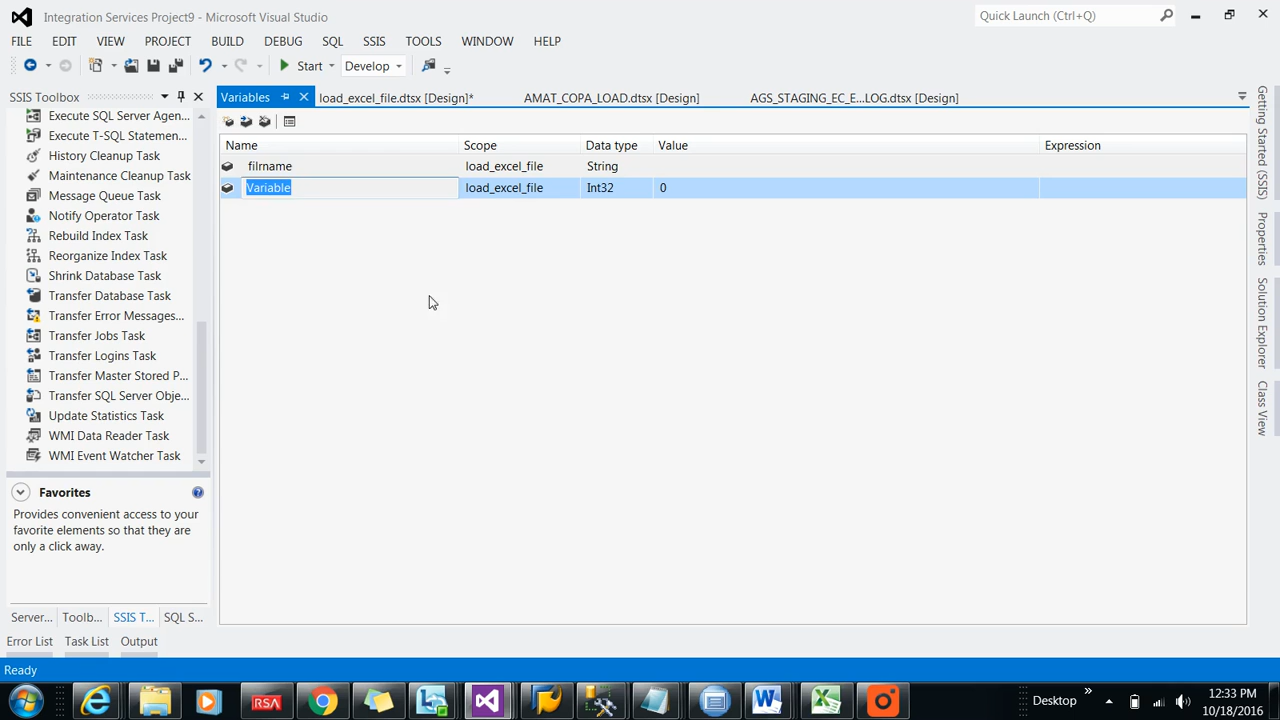 Integration Services Project9 - Microsoft Visual Studio
Quick Launch (Ctrl+Q)
FILE EDIT VIEW PROJECT BUILD DEBUG SQL SSIS TOOLS WINDOW HELP
Start Develop
SSIS Toolbox
Variables load_excel_file.dtsx [Design]* AMAT_COPA_LOAD.dtsx [Design] AGS_STAGING_EC_E...LOG.dtsx [Design]
Name Scope Data type Value Expression
filrname load_excel_file String
Variable load_excel_file Int32 0
Execute SQL Server Agen...
Execute T-SQL Statemen...
History Cleanup Task
Maintenance Cleanup Task
Message Queue Task
Notify Operator Task
Rebuild Index Task
Reorganize Index Task
Shrink Database Task
Transfer Database Task
Transfer Error Messages...
Transfer Jobs Task
Transfer Logins Task
Transfer Master Stored P...
Transfer SQL Server Obje...
Update Statistics Task
WMI Data Reader Task
WMI Event Watcher Task
Favorites
Provides convenient access to your
favorite elements so that they are
only a click away.
Server... Toolb... SSIS T... SQL S...
Error List Task List Output
Getting Started (SSIS)
Properties
Solution Explorer
Class View
Ready
RSA
Desktop
12:33 PM
10/18/2016